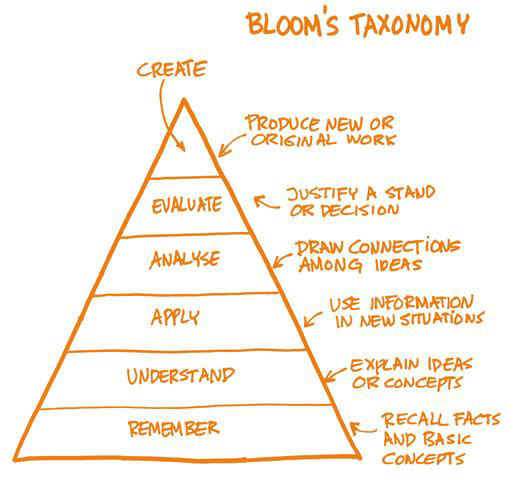 BLOOM'S TAXONOMY
CREATE
PRODUCE NEW OR
ORIGINAL WORK
EVALUATE
JUSTIFY A STAND
OR DECISION
ANALYSE
DRAW CONNECTIONS
AMONG IDEAS
APPLY
USE INFORMATION
IN NEW SITUATIONS
UNDERSTAND
EXPLAIN IDEAS
OR CONCEPTS
REMEMBER
RECALL FACTS
AND BASIC
CONCEPTS